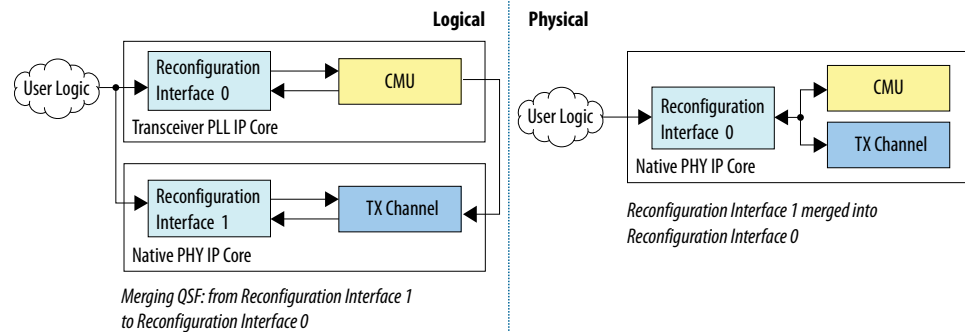 Logical
User Logic
Reconfiguration
Interface 0
CMU
Transceiver PLL IP Core
Reconfiguration
Interface 1
TX Channel
Native PHY IP Core
Merging QSF: from Reconfiguration Interface 1
to Reconfiguration Interface 0
Physical
User Logic
Reconfiguration
Interface 0
CMU
TX Channel
Native PHY IP Core
Reconfiguration Interface 1 merged into
Reconfiguration Interface 0